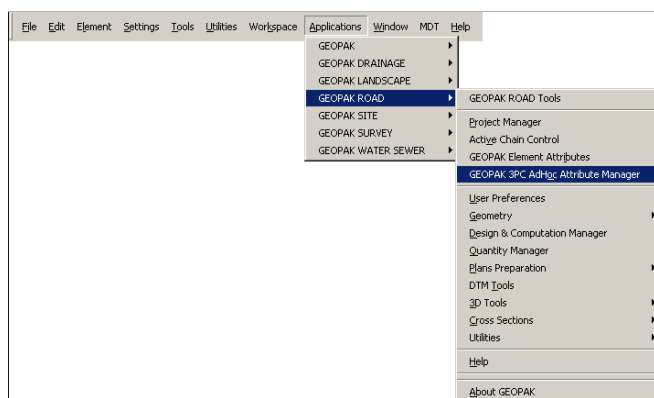 File Edit Element Settings Tools Utilities Workspace Applications Window MDT Help
GEOPAK
GEOPAK DRAINAGE
GEOPAK LANDSCAPE
GEOPAK ROAD
GEOPAK SITE
GEOPAK SURVEY
GEOPAK WATER SEWER
GEOPAK ROAD Tools
Project Manager
Active Chain Control
GEOPAK Element Attributes
GEOPAK 3PC AdHoc Attribute Manager
User Preferences
Geometry
Design & Computation Manager
Quantity Manager
Plans Preparation
DTM Tools
3D Tools
Cross Sections
Utilities
Help
About GEOPAK